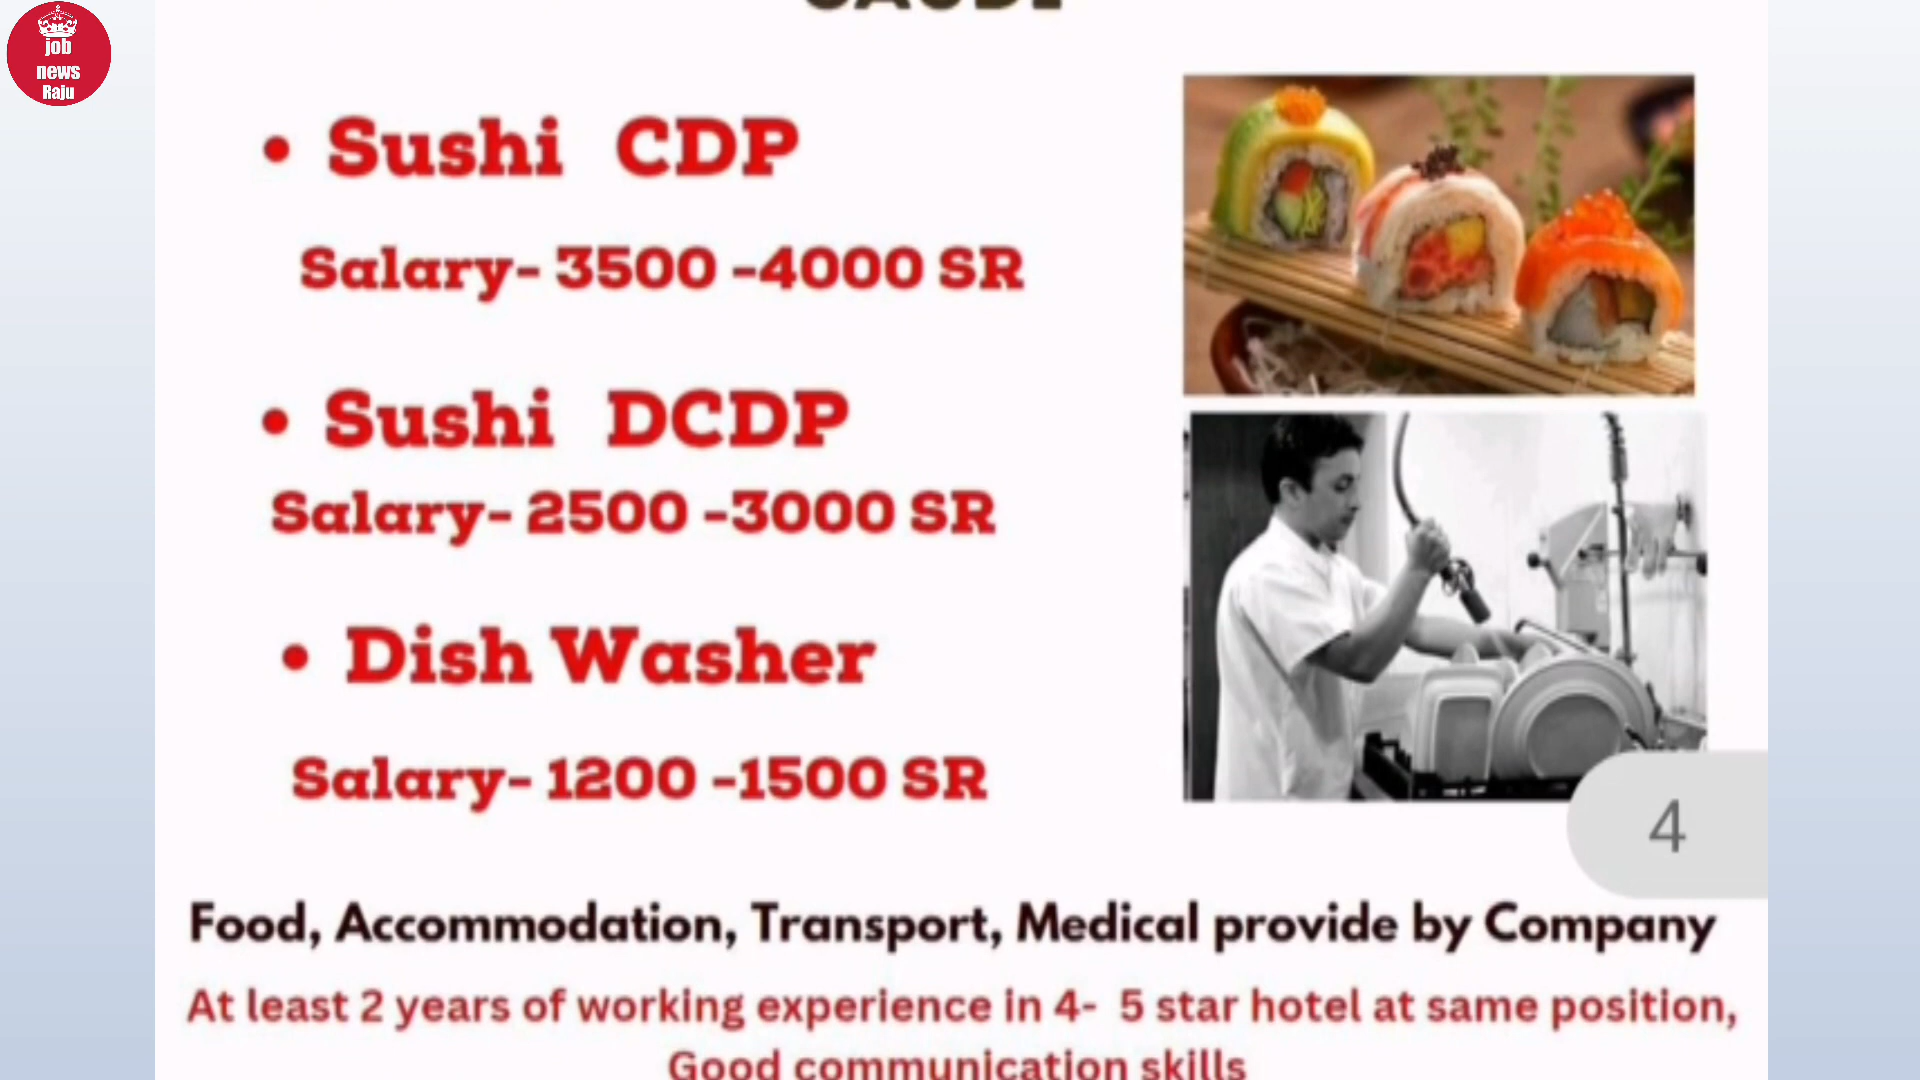 job
news
Raju
• Sushi CDP
Salary- 3500 -4000 SR
• Sushi DCDP
Salary- 2500 -3000 SR
• Dish Washer
Salary- 1200 -1500 SR
4
Food, Accommodation, Transport, Medical provide by Company
At least 2 years of working experience in 4- 5 star hotel at same position,
Good communication skills